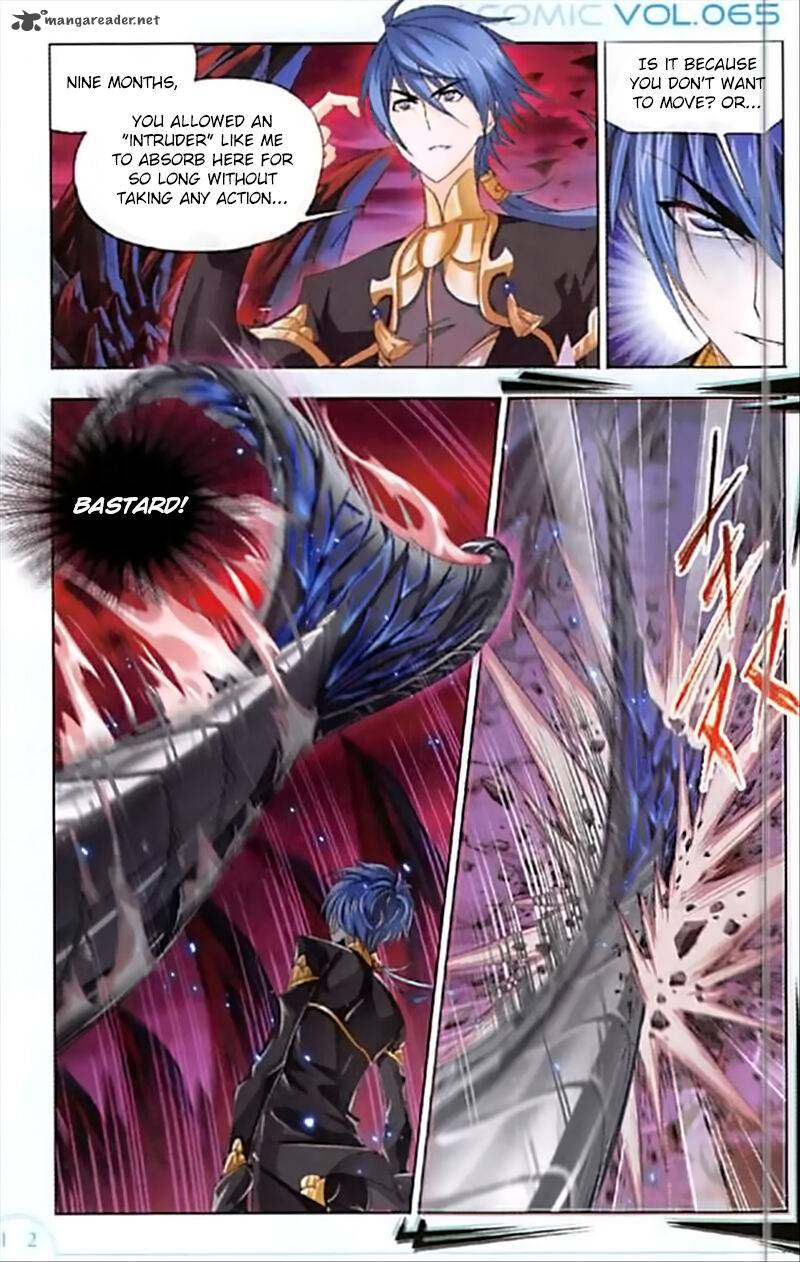 mangareader.net
COMIC VOL.065
NINE MONTHS,
YOU ALLOWED AN
"INTRUDER" LIKE ME
TO ABSORB HERE FOR
SO LONG WITHOUT
TAKING ANY ACTION...
IS IT BECAUSE
YOU DON'T WANT
TO MOVE? OR...
BASTARD!
12